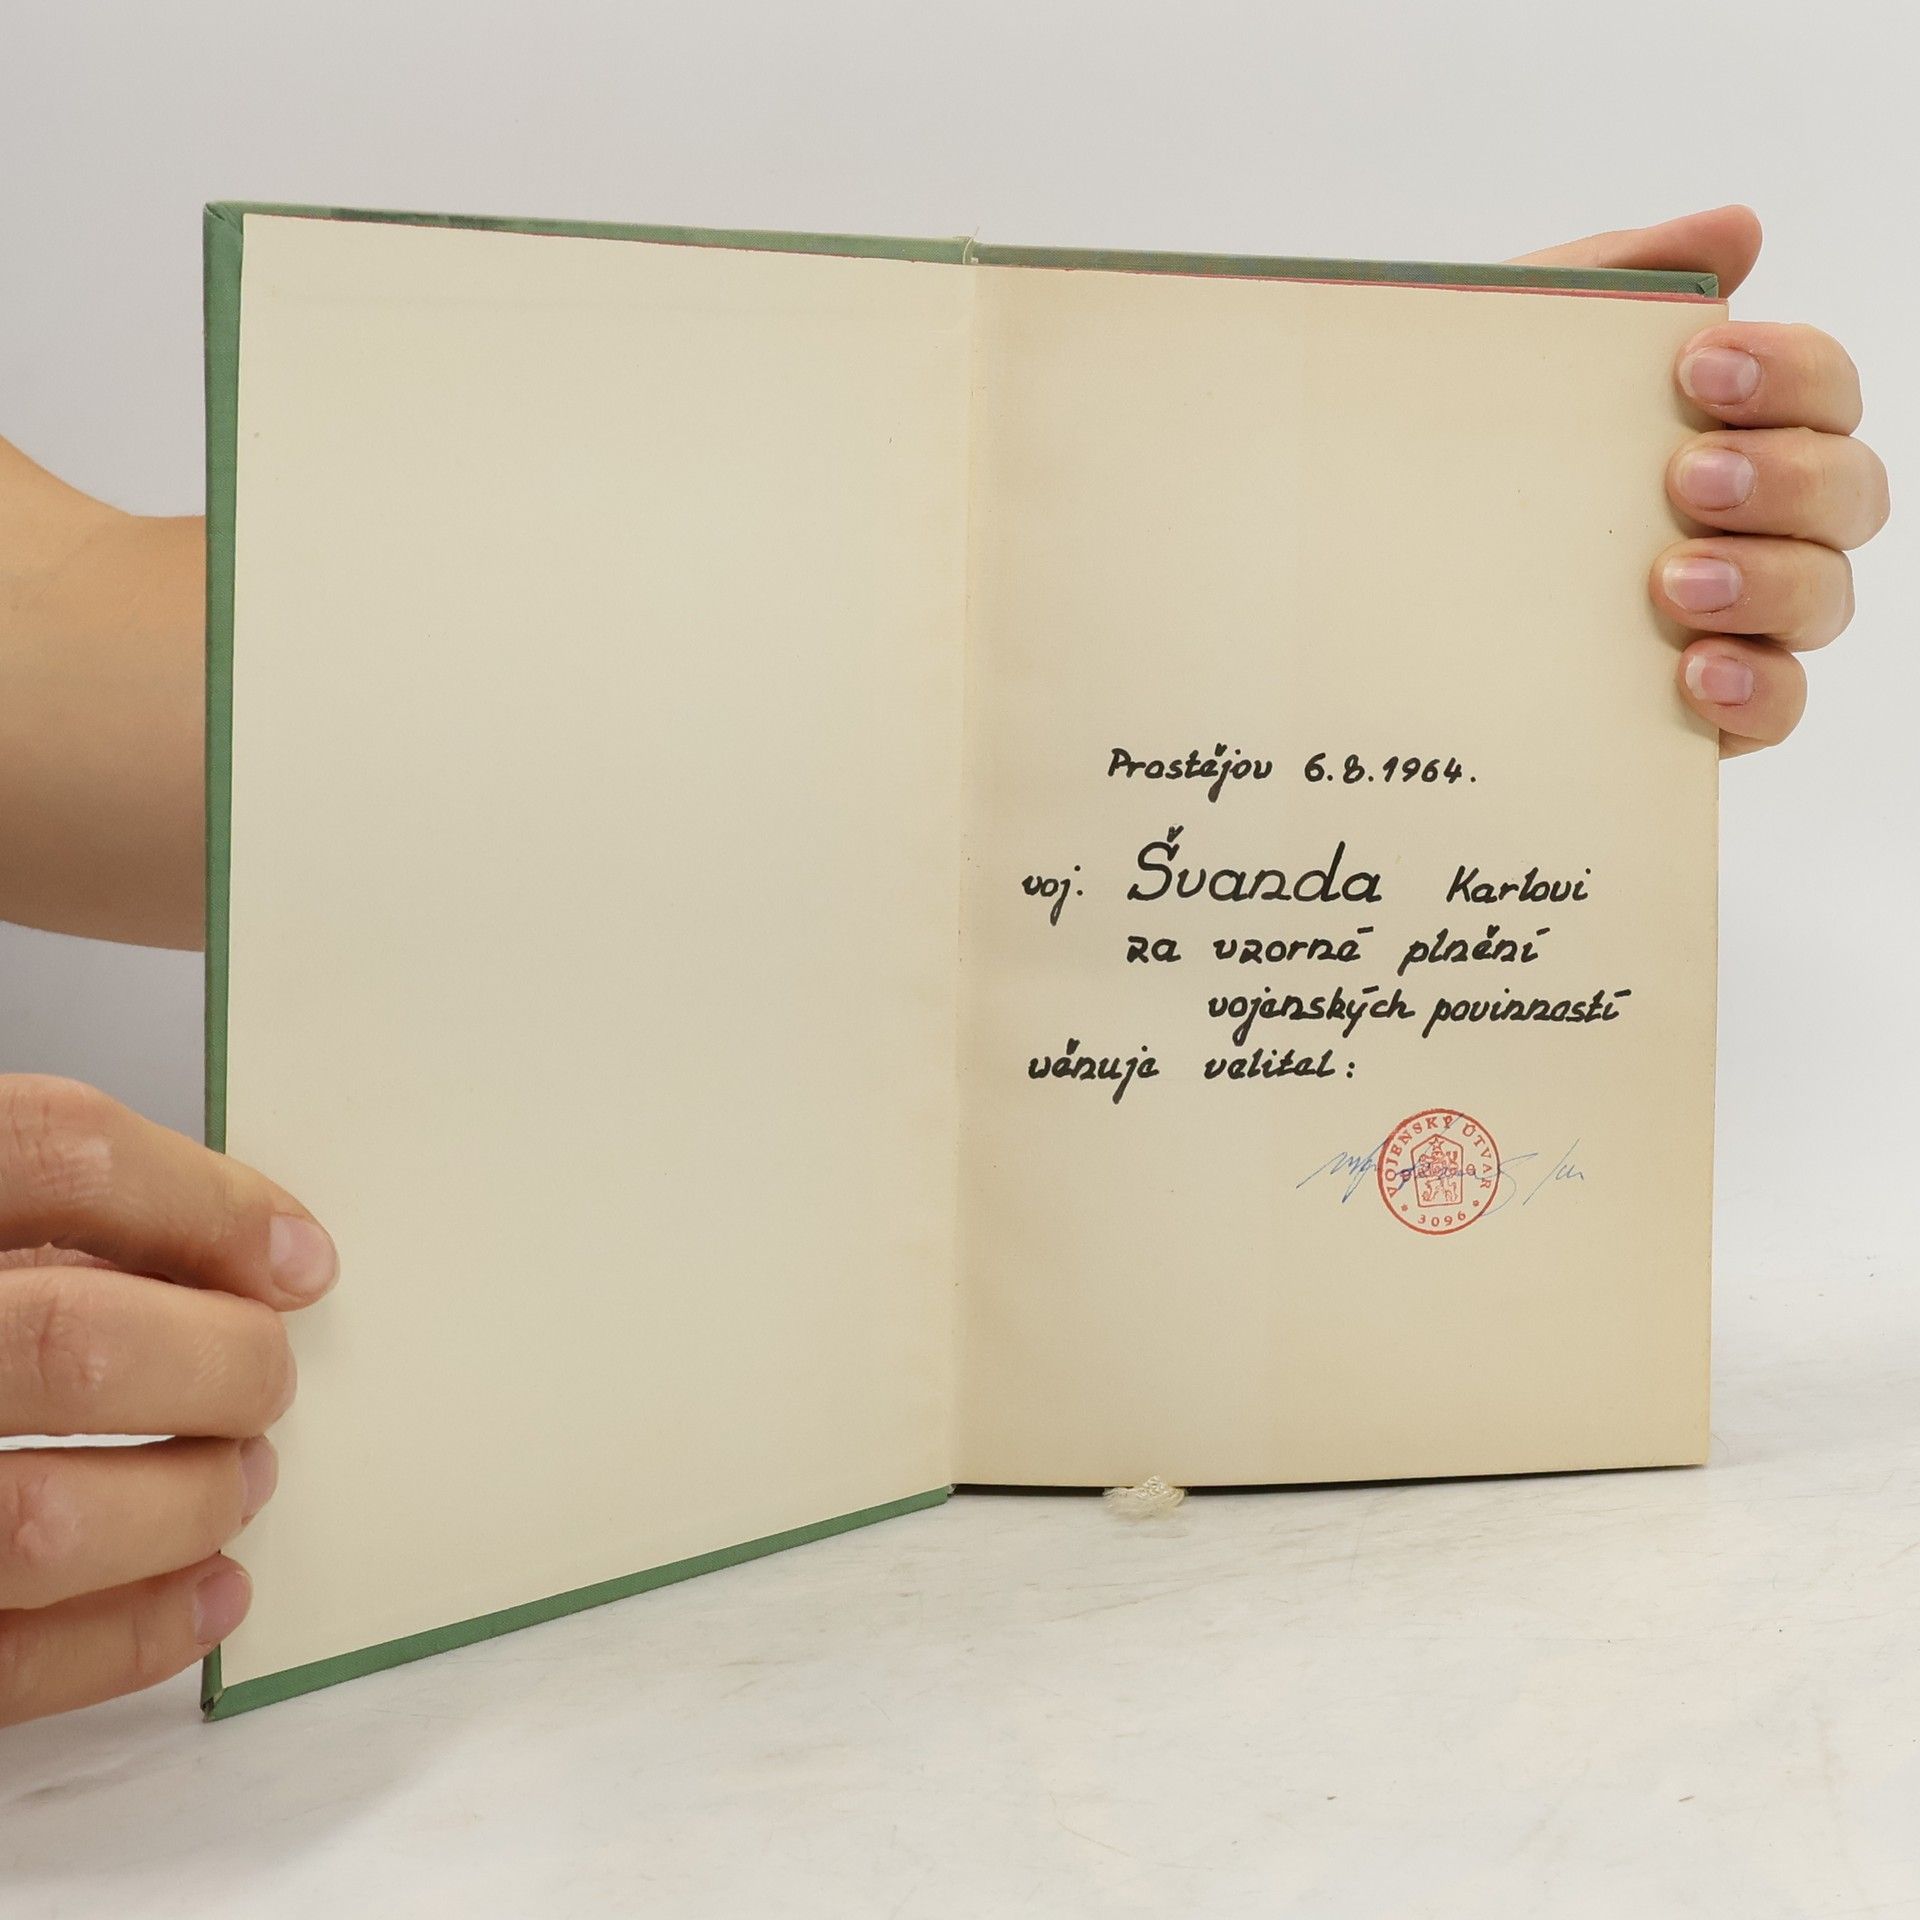 Prostějov 6.8.1964.
voj. Švanda Karlovi
za vzorné plnění
vojenských povinností
věnuje velitel:
VOJENSKÝ ÚTVAR
* 3096 *